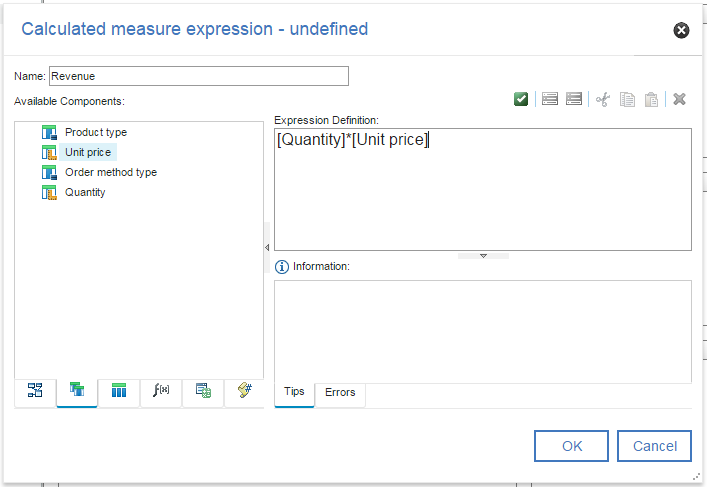 Calculated measure expression - undefined
Name: Revenue
Available Components:
Product type
Unit price
Order method type
Quantity
f(x)
Expression Definition:
[Quantity]*[Unit price]
Information:
Tips
Errors
OK
Cancel